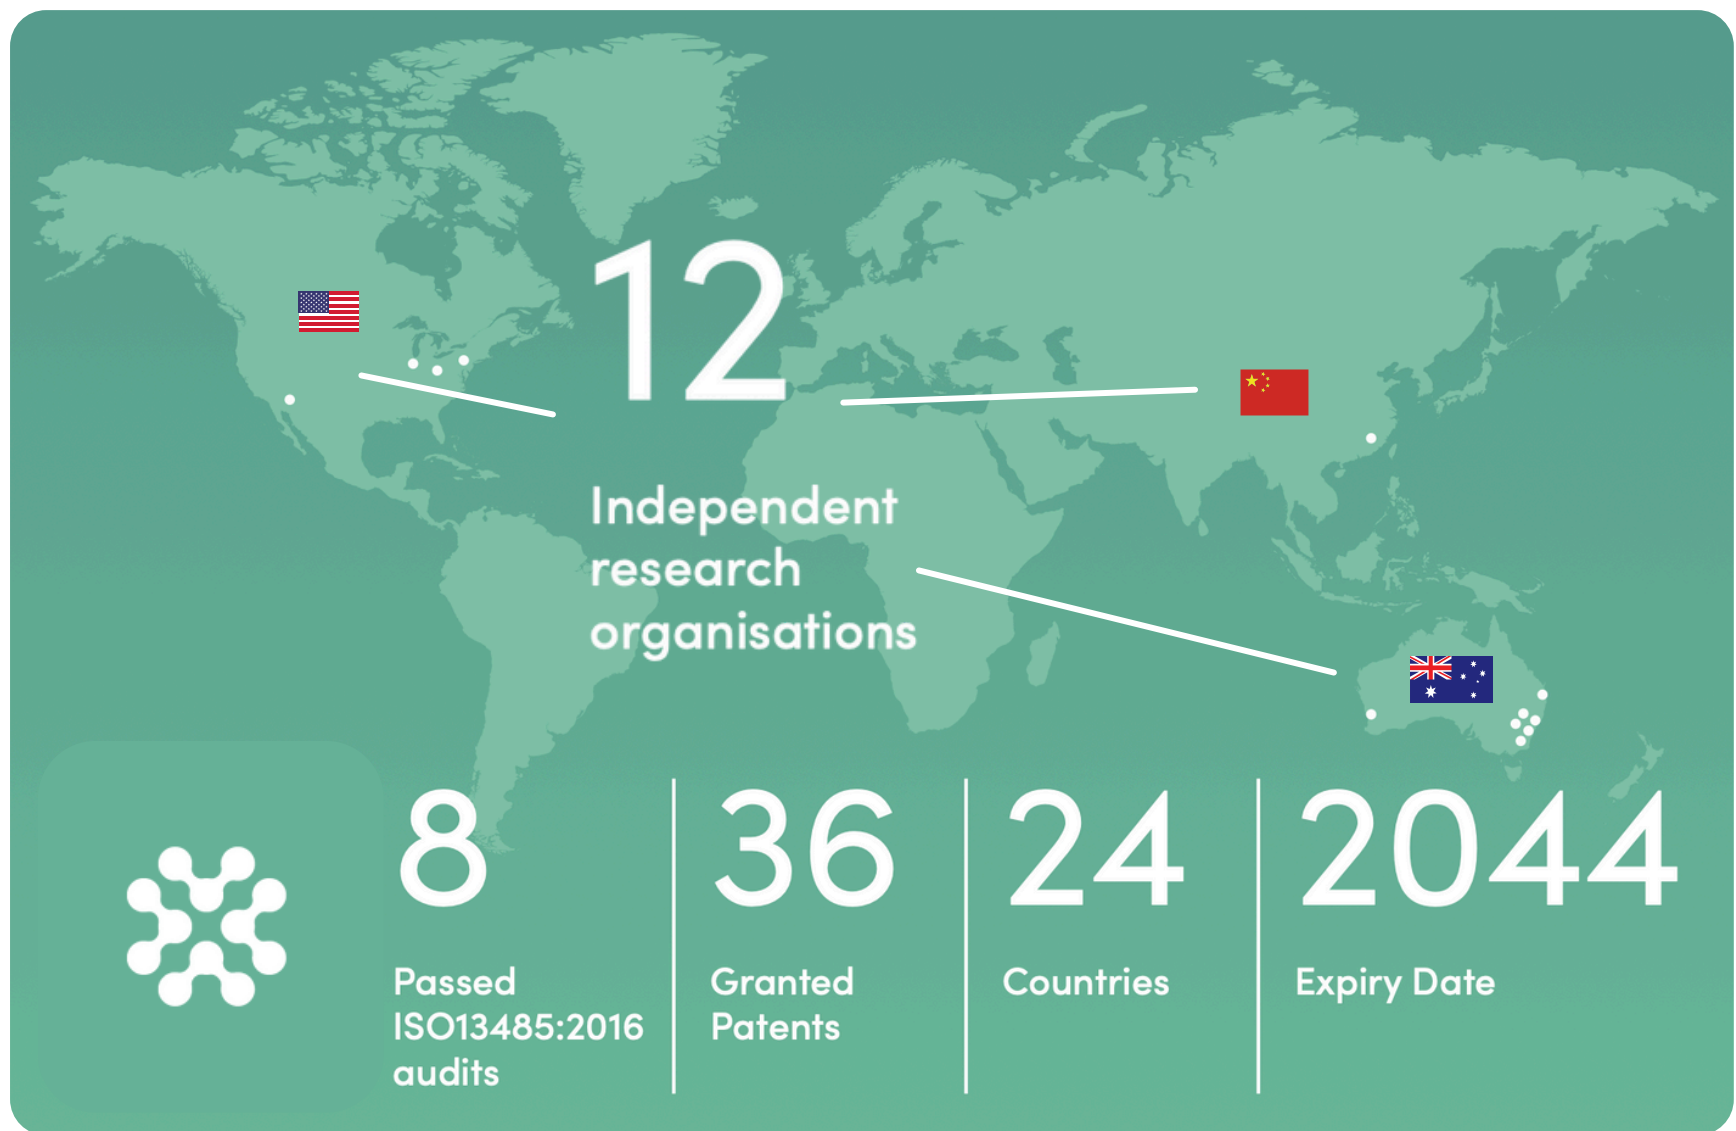 12
Independent
research
organisations
8
Passed
ISO13485:2016
audits
36
Granted
Patents
24
Countries
2044
Expiry Date